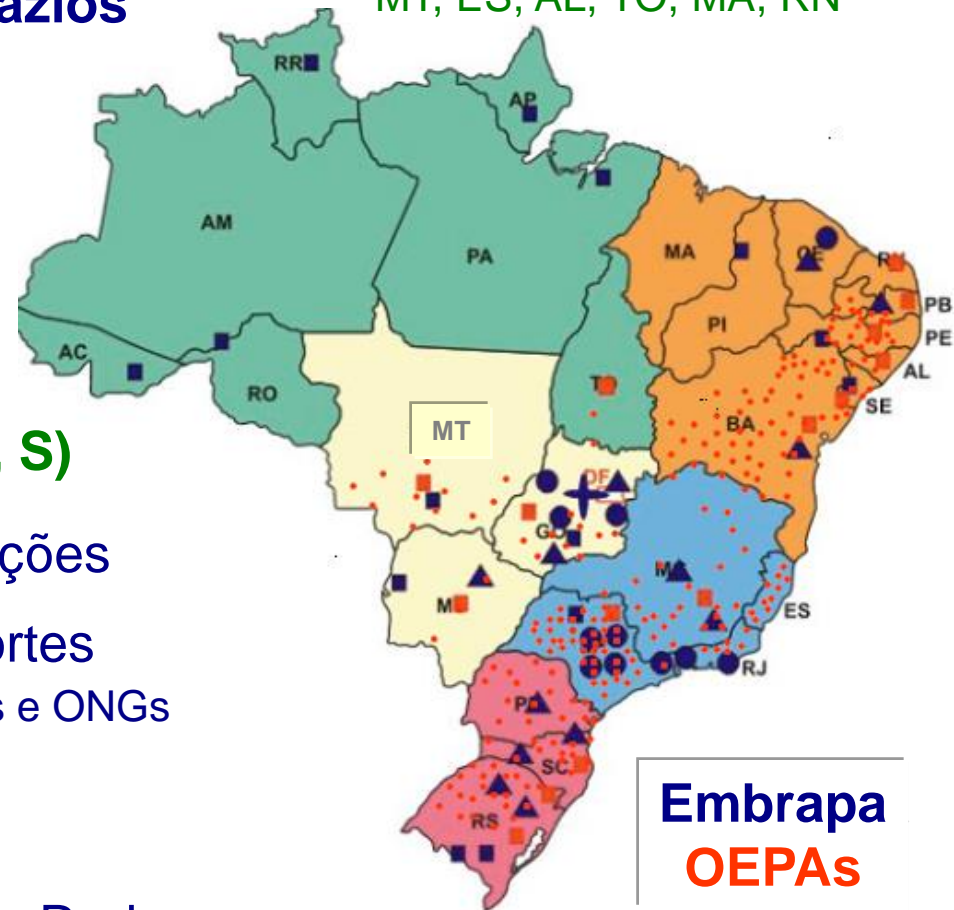 azios
MT, ES, AL, TO, MA, RN
RR
AP
AM
PA
MA
CE
RN
PB
PI
PE
AC
AL
TO
RO
SE
BA
MT
S)
DF
ções
GO
MG
MS
ES
ortes
RJ
s e ONGs
PR
SC
RS
Embrapa
OEPAs